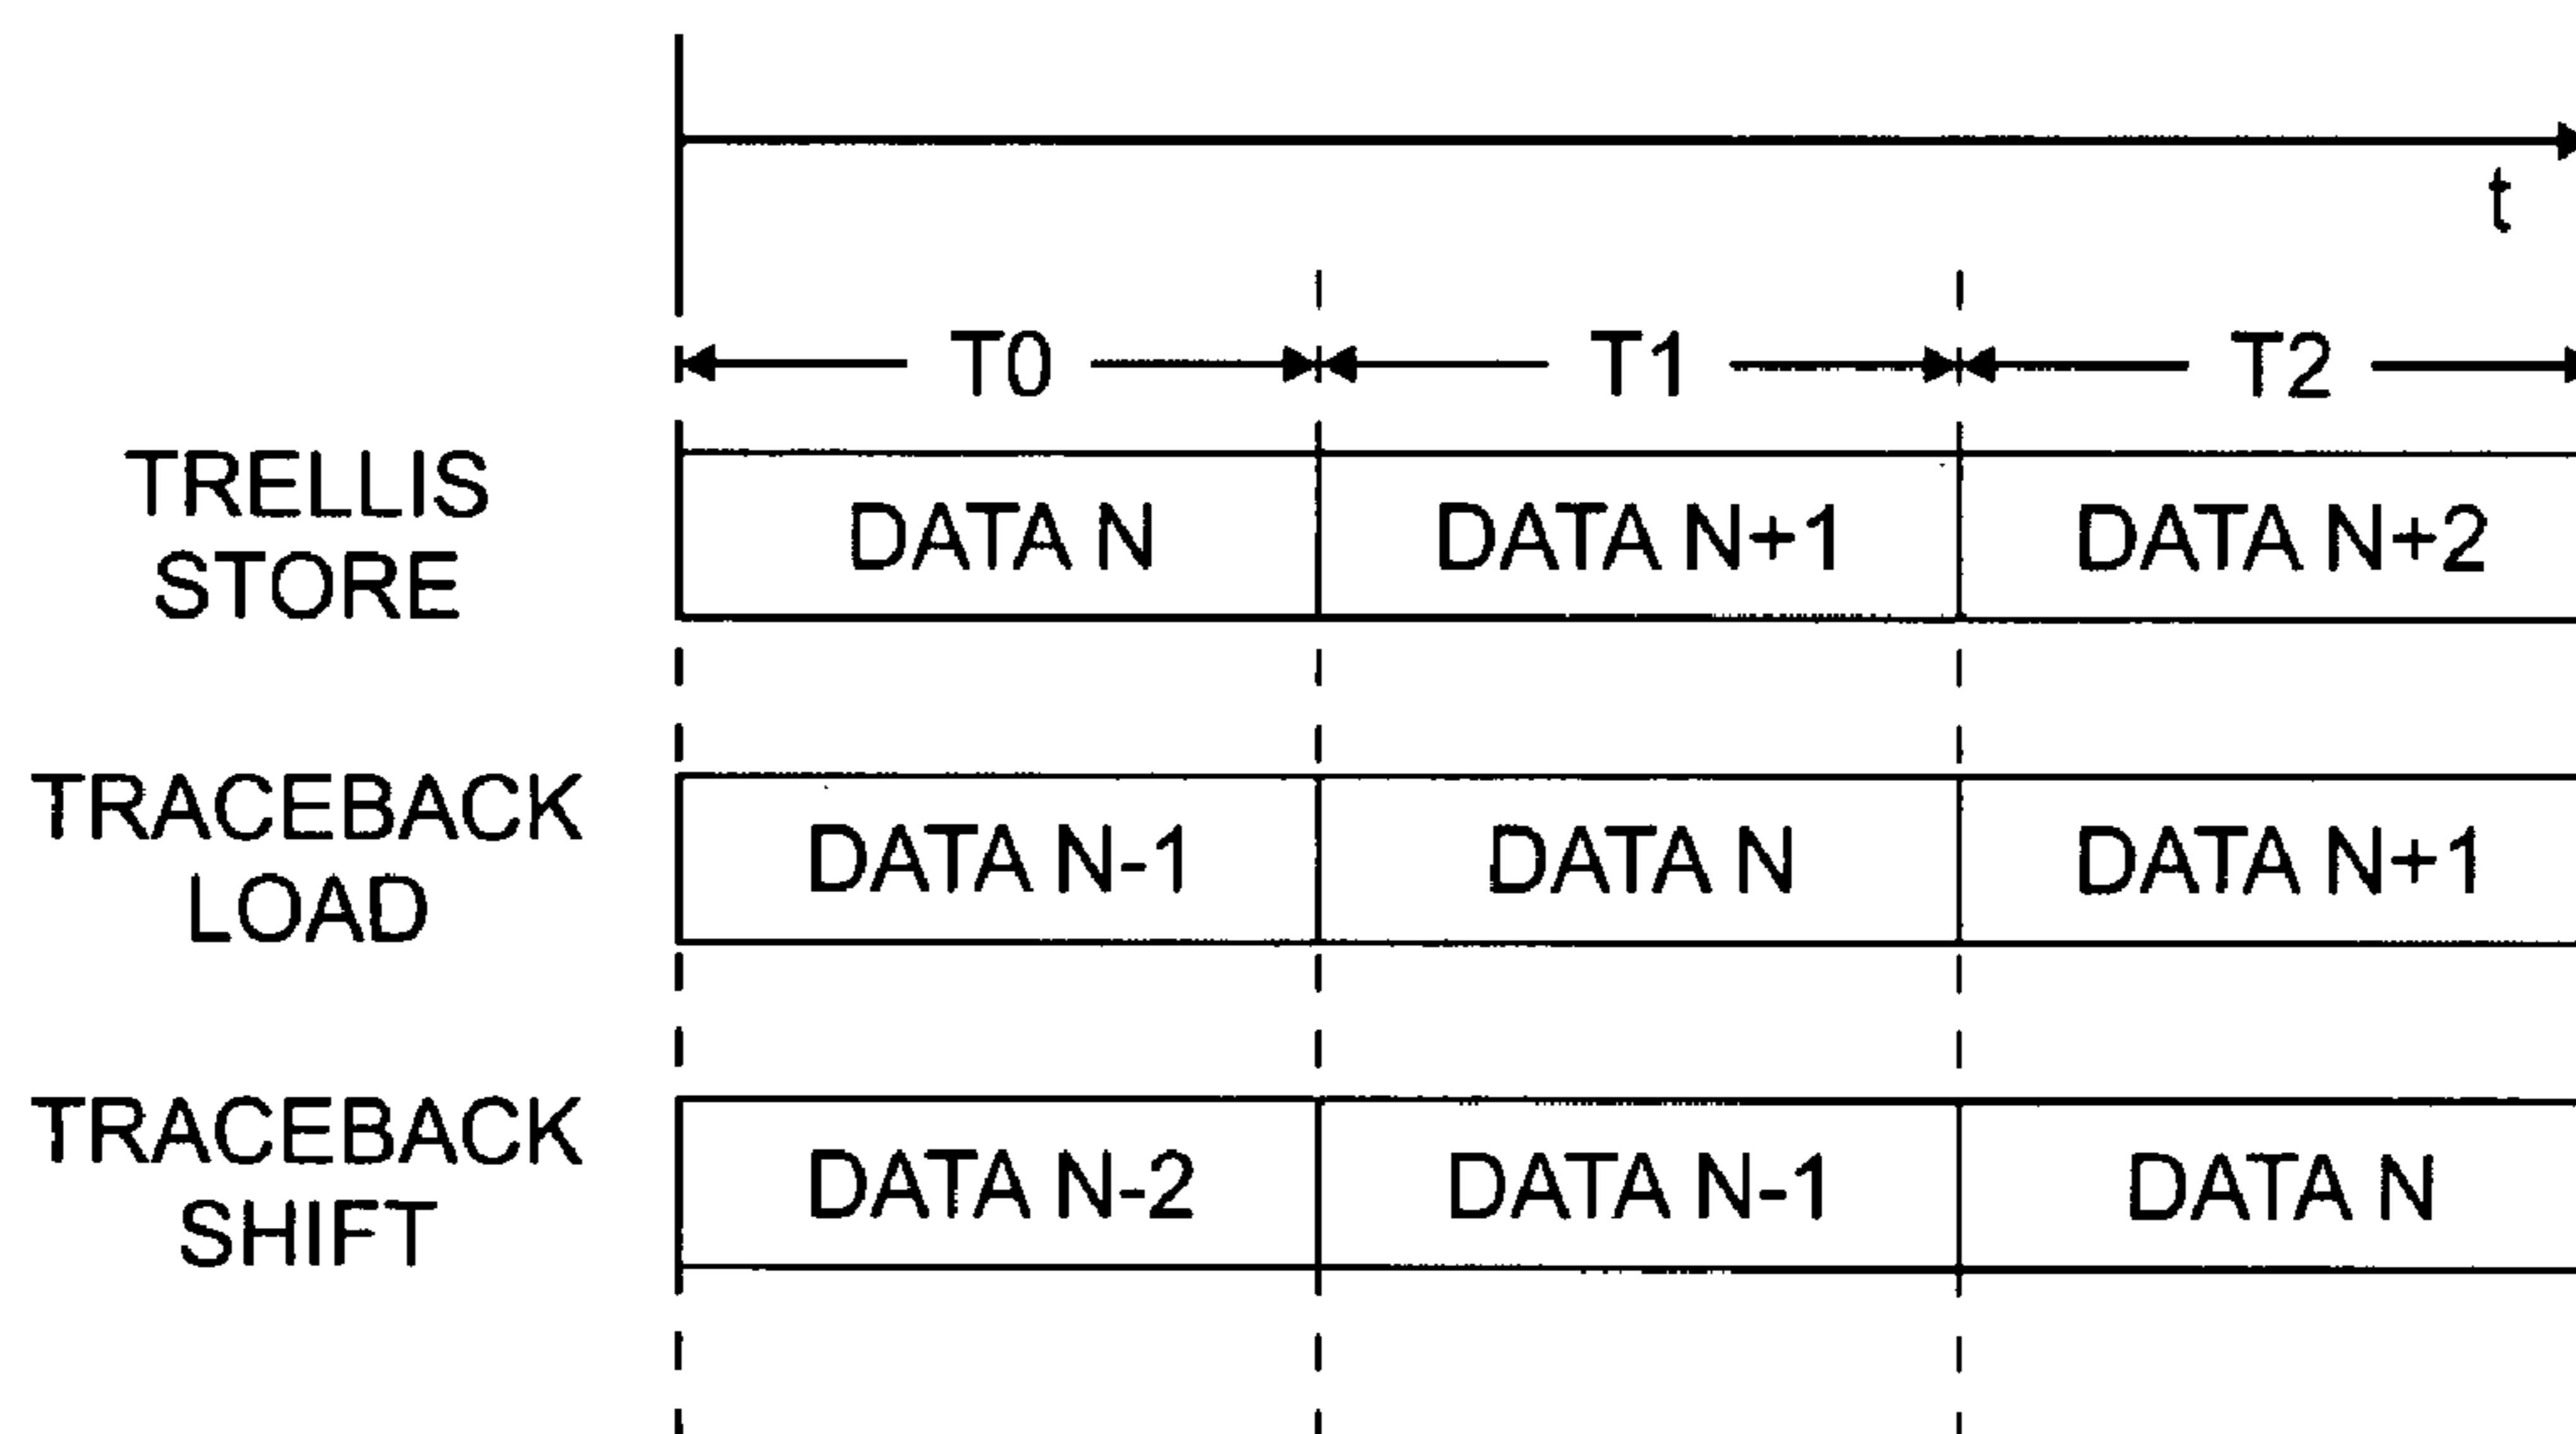 t
T0 T1 T2
TRELLIS
STORE
DATA N DATA N+1 DATA N+2
TRACEBACK
LOAD
DATA N-1 DATA N DATA N+1
TRACEBACK
SHIFT
DATA N-2 DATA N-1 DATA N